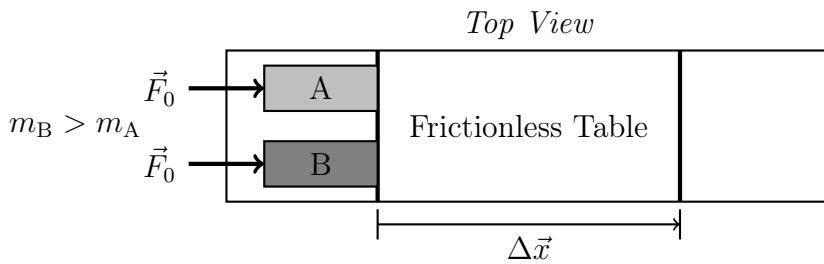 Top View
F⃗₀
A
m_B > m_A
Frictionless Table
F⃗₀
B
Δx⃗